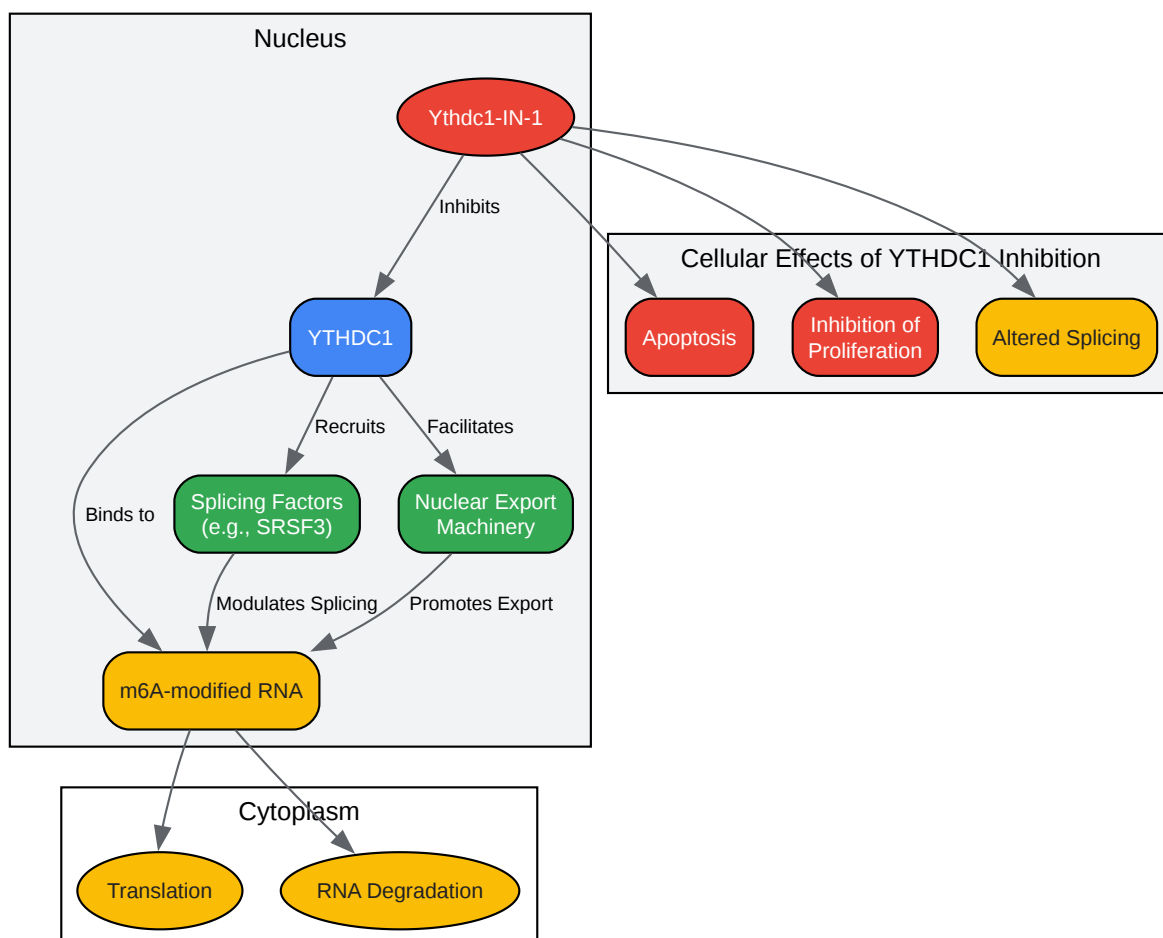 Nucleus
Ythdc1-IN-1
Inhibits
Cellular Effects of YTHDC1 Inhibition
YTHDC1
Apoptosis
Inhibition of
Proliferation
Altered Splicing
Recruits
Facilitates
Binds to
Splicing Factors
(e.g., SRSF3)
Nuclear Export
Machinery
Modulates Splicing
Promotes Export
m6A-modified RNA
Cytoplasm
Translation
RNA Degradation